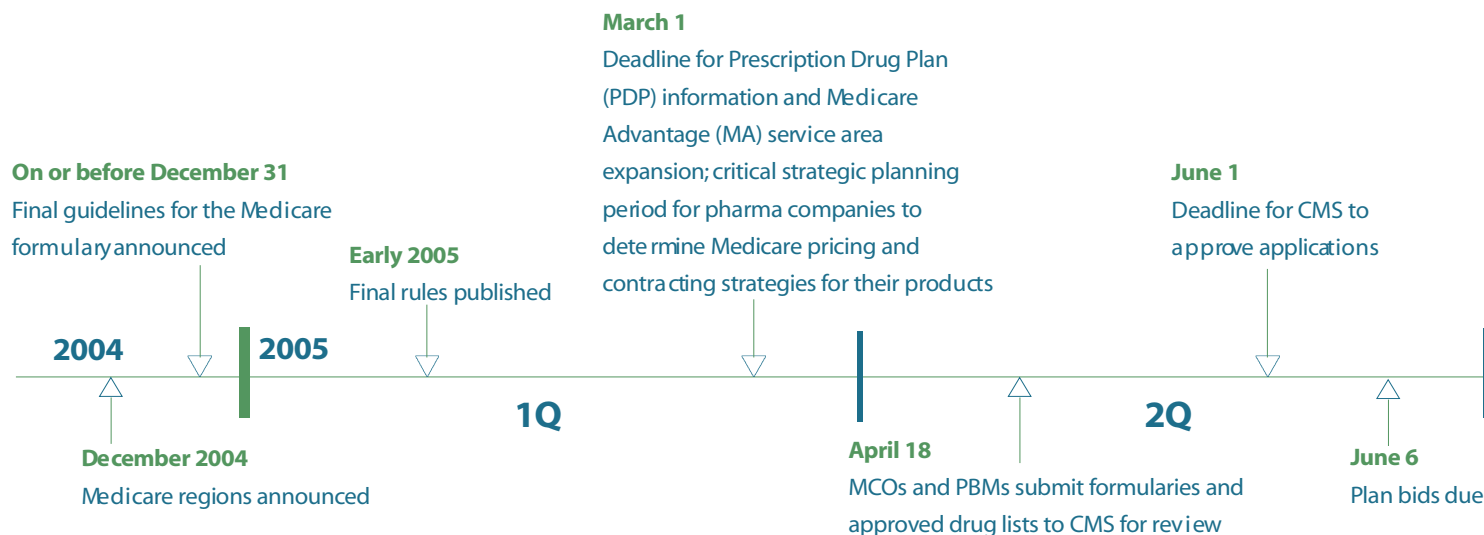 March 1
Deadline for Prescription Drug Plan
(PDP) information and Medicare
Advantage (MA) service area
expansion; critical strategic planning
period for pharma companies to
determine Medicare pricing and
contracting strategies for their products
On or before December 31
Final guidelines for the Medicare
formulary announced
Early 2005
Final rules published
June 1
Deadline for CMS to
approve applications
2004
2005
1Q
2Q
December 2004
Medicare regions announced
April 18
MCOs and PBMs submit formularies and
approved drug lists to CMS for review
June 6
Plan bids due